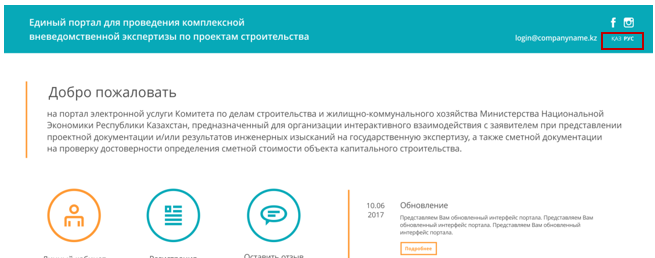 Единый портал для проведения комплексной
вневедомственной экспертизы по проектам строительства
login@companyname.kz ҚАЗ РУС
Добро пожаловать
на портал электронной услуги Комитета по делам строительства и жилищно-коммунального хозяйства Министерства Национальной
Экономики Республики Казахстан, предназначенный для организации интерактивного взаимодействия с заявителем при представлении
проектной документации и/или результатов инженерных изысканий на государственную экспертизу, а также сметной документации
на проверку достоверности определения сметной стоимости объекта капитального строительства.
Оставить отзыв
10.06
2017
Обновление
Представляем Вам обновленный интерфейс портала. Представляем Вам
обновленный интерфейс портала. Представляем Вам обновленный
интерфейс портала.
Подробнее